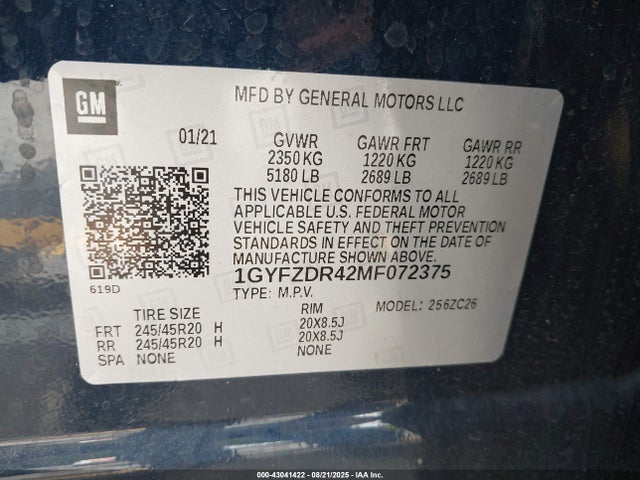 GM
MFD BY GENERAL MOTORS LLC
01/21 GVWR GAWR FRT GAWR RR
2350 KG 1220 KG 1220 KG
5180 LB 2689 LB 2689 LB
THIS VEHICLE CONFORMS TO ALL
APPLICABLE U.S. FEDERAL MOTOR
VEHICLE SAFETY AND THEFT PREVENTION
STANDARDS IN EFFECT ON THE DATE OF
MANUFACTURE SHOWN ABOVE.
1GYFZDR42MF072375
619D
TYPE: M.P.V. MODEL: 256ZC26
TIRE SIZE RIM
FRT 245/45R20 H 20X8.5J
RR 245/45R20 H 20X8.5J
SPA NONE NONE
000-43041422 - 08/21/2025 - IAA Inc.